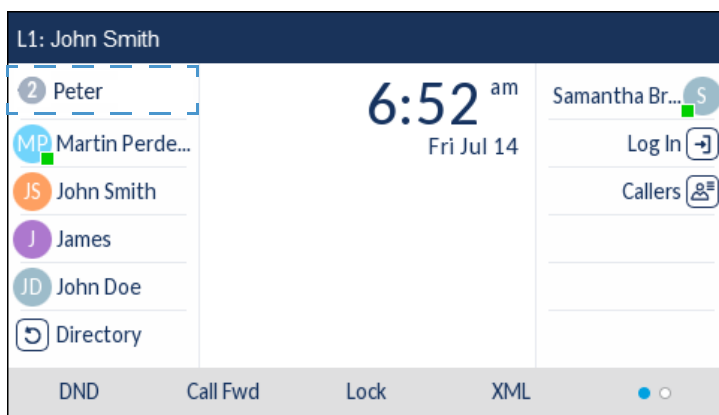 L1: John Smith
2 Peter
MP Martin Perde...
JS John Smith
J James
JD John Doe
Directory
6:52 am
Fri Jul 14
Samantha Br... S
Log In
Callers
DND Call Fwd Lock XML